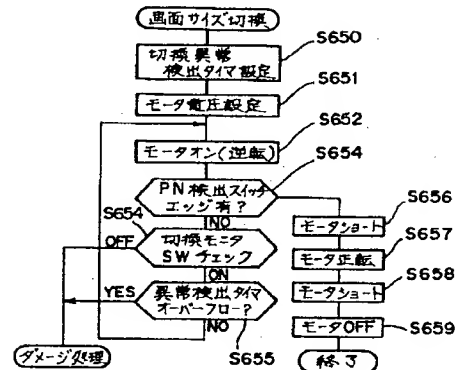 画面サイズ切換
切換異常
検出タイマ設定
S650
モータ電圧設定
S651
モータオン(逆転)
S652
PN検出スイッチ
エッジ有?
S654
NO
切換モニタ
SWチェック
S654
OFF
ON
異常検出タイマ
オーバーフロー?
YES
NO
S655
ダメージ処理
モータショート
S656
モータ正転
S657
モータショート
S658
モータOFF
S659
終了